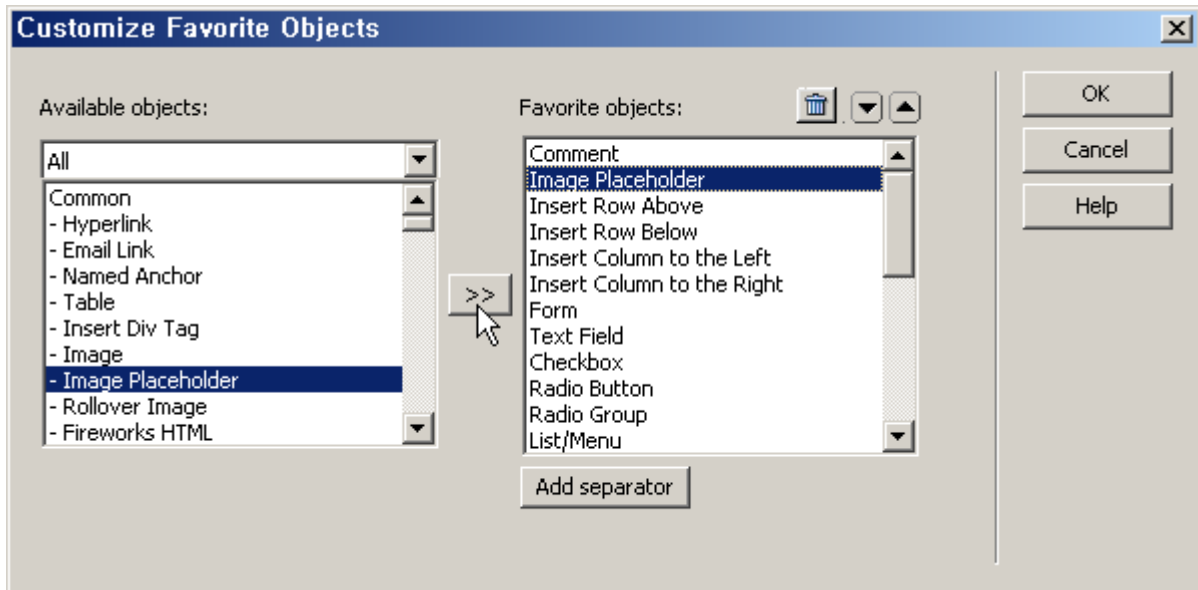 Customize Favorite Objects
Available objects:
All
Common
- Hyperlink
- Email Link
- Named Anchor
- Table
- Insert Div Tag
- Image
- Image Placeholder
- Rollover Image
- Fireworks HTML
>>
Favorite objects:
Comment
Image Placeholder
Insert Row Above
Insert Row Below
Insert Column to the Left
Insert Column to the Right
Form
Text Field
Checkbox
Radio Button
Radio Group
List/Menu
Add separator
OK
Cancel
Help